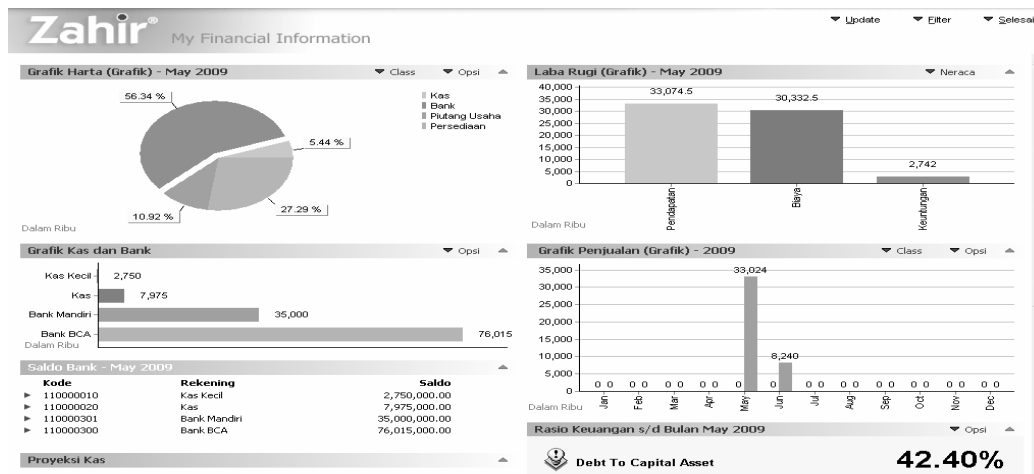 Zahir® My Financial Information
Update Filter Selesai
Grafik Harta (Grafik) - May 2009 Class Opsi
56.34 %
5.44 %
10.92 %
27.29 %
Kas
Bank
Piutang Usaha
Persediaan
Dalam Ribu
Laba Rugi (Grafik) - May 2009 Neraca
40,000
35,000
30,000
25,000
20,000
15,000
10,000
5,000
0
33,074.5
30,332.5
2,742
Pendapatan
Biaya
Keuntungan
Dalam Ribu
Grafik Kas dan Bank Opsi
Kas Kecil 2,750
Kas 7,975
Bank Mandiri 35,000
Bank BCA 76,015
Dalam Ribu
Grafik Penjualan (Grafik) - 2009 Class Opsi
35,000
30,000
25,000
20,000
15,000
10,000
5,000
0
33,024
8,240
0 0 0 0 0 0 0 0 0 0 0 0 0 0 0 0 0 0 0 0 0 0
Jan Feb Mar Apr May Jun Jul Aug Sep Oct Nov Dec
Dalam Ribu
Saldo Bank - May 2009
Kode Rekening Saldo
110000010 Kas Kecil 2,750,000.00
110000020 Kas 7,975,000.00
110000301 Bank Mandiri 35,000,000.00
110000300 Bank BCA 76,015,000.00
Proyeksi Kas
Rasio Keuangan s/d Bulan May 2009 Opsi
Debt To Capital Asset 42.40%